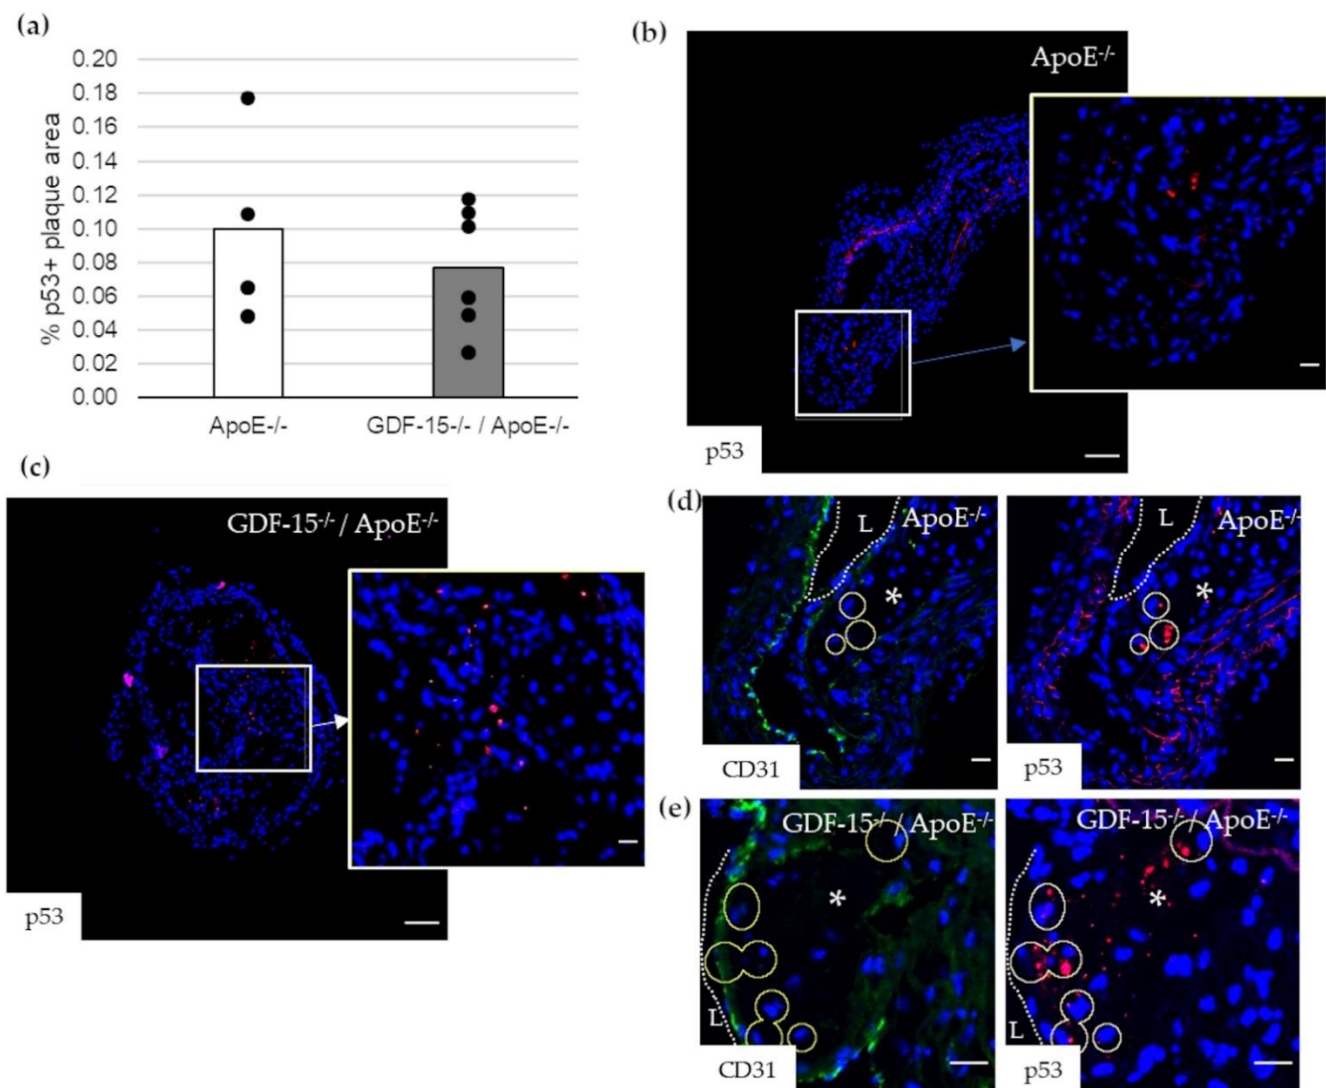 (a)
% p53+ plaque area
0.20
0.18
0.16
0.14
0.12
0.10
0.08
0.06
0.04
0.02
0.00
ApoE-/-
GDF-15-/- / ApoE-/-
(b)
ApoE-/-
p53
(c)
GDF-15-/- / ApoE-/-
p53
(d)
L
ApoE-/-
*
CD31
L
ApoE-/-
*
p53
(e)
GDF-15-/- / ApoE-/-
*
L
CD31
GDF-15-/- / ApoE-/-
*
L
p53